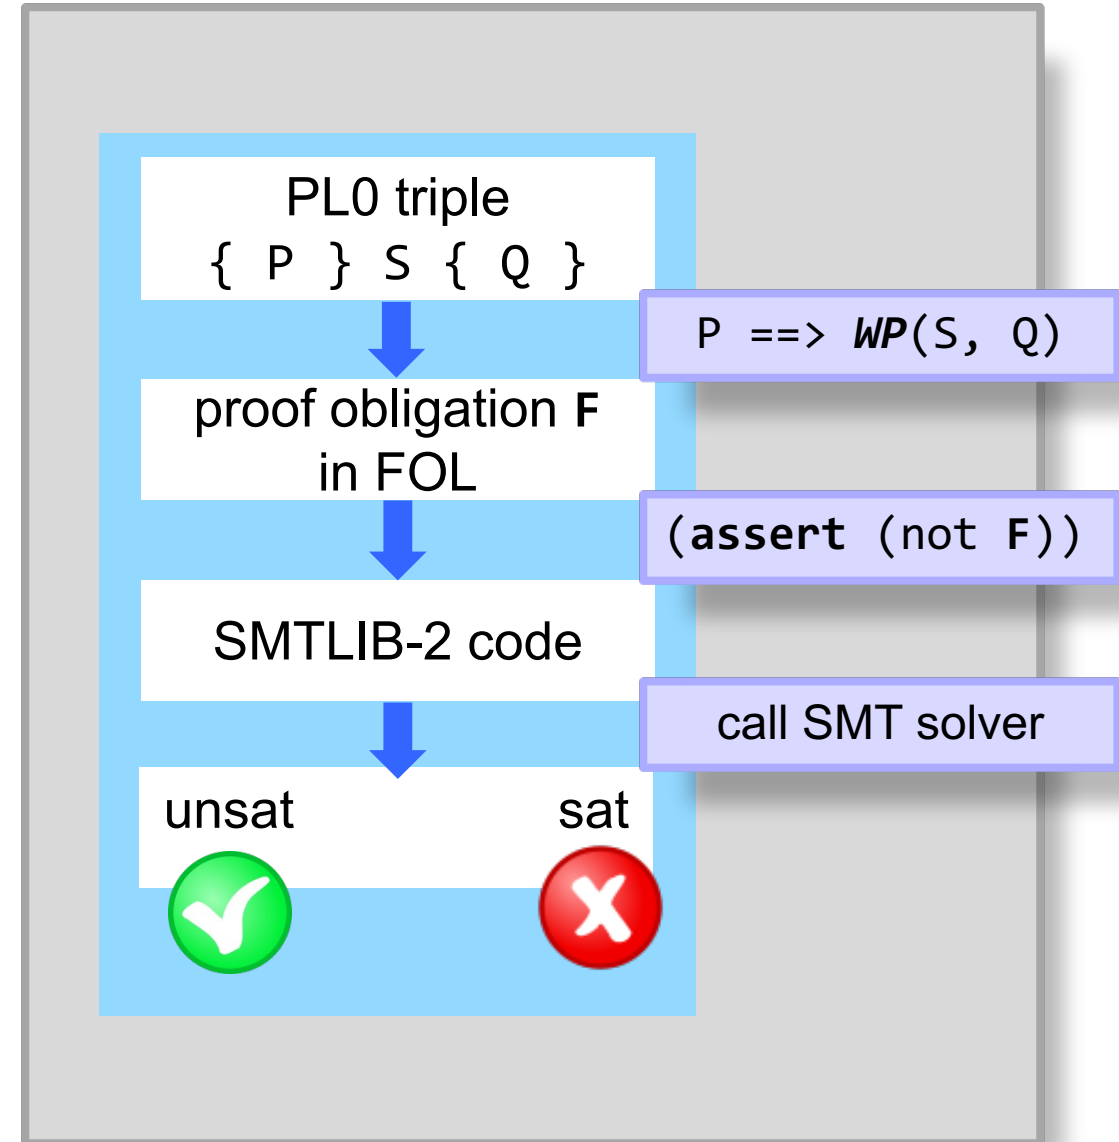 PL0 triple
{ P } S { Q }
P ==> WP(S, Q)
proof obligation F
in FOL
(assert (not F))
SMTLIB-2 code
call SMT solver
unsat
sat